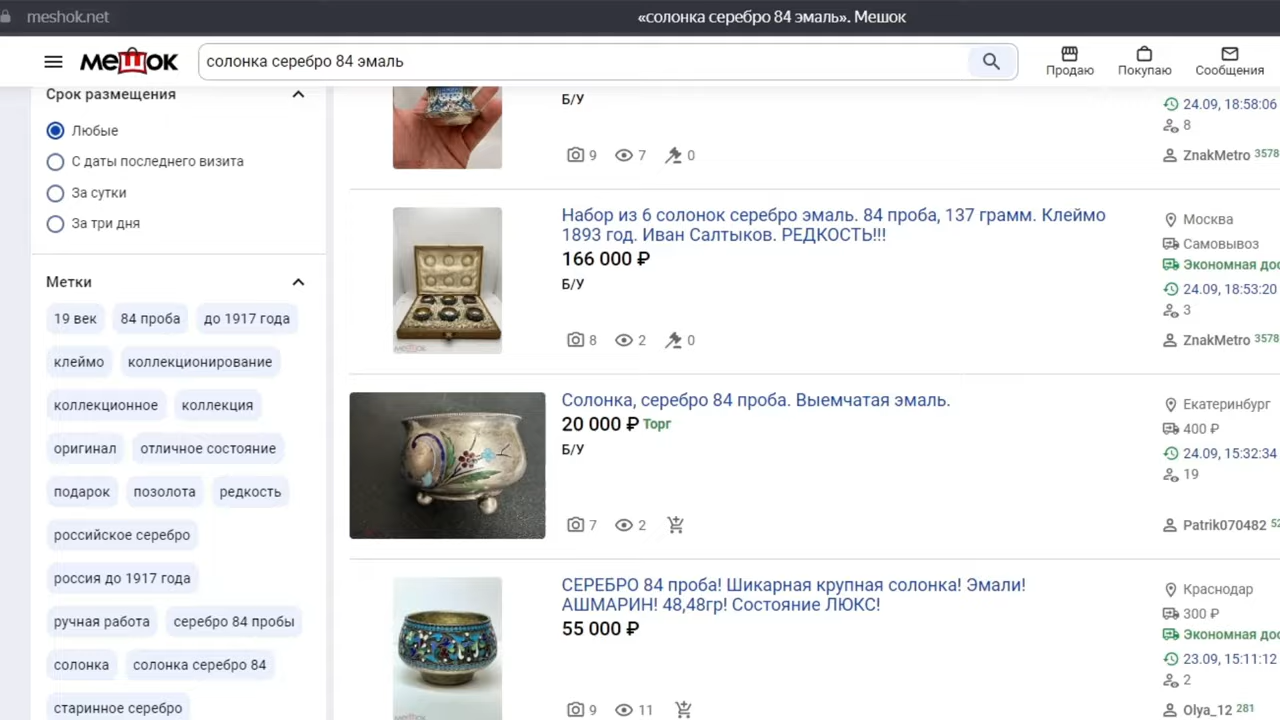 meshok.net
«солонка серебро 84 эмаль». Мешок
мешок
солонка серебро 84 эмаль
Продаю
Покупаю
Сообщения
Срок размещения
Любые
С даты последнего визита
За сутки
За три дня
Метки
19 век
84 проба
до 1917 года
клеймо
коллекционирование
коллекционное
коллекция
оригинал
отличное состояние
подарок
позолота
редкость
российское серебро
россия до 1917 года
ручная работа
серебро 84 пробы
солонка
солонка серебро 84
старинное серебро
Б/У
9
7
0
24.09, 18:58:06
8
ZnakMetro 3578
Набор из 6 солонок серебро эмаль. 84 проба, 137 грамм. Клеймо
1893 год. Иван Салтыков. РЕДКОСТЬ!!!
166 000 ₽
Б/У
8
2
0
Москва
Самовывоз
Экономная дос
24.09, 18:53:20
3
ZnakMetro 3578
Солонка, серебро 84 проба. Выемчатая эмаль.
20 000 ₽ Торг
Б/У
7
2
Екатеринбург
400 ₽
24.09, 15:32:34
19
Patrik070482 52
СЕРЕБРО 84 проба! Шикарная крупная солонка! Эмали!
АШМАРИН! 48,48гр! Состояние ЛЮКС!
55 000 ₽
9
11
Краснодар
300 ₽
Экономная дос
23.09, 15:11:12
2
Olya_12 281